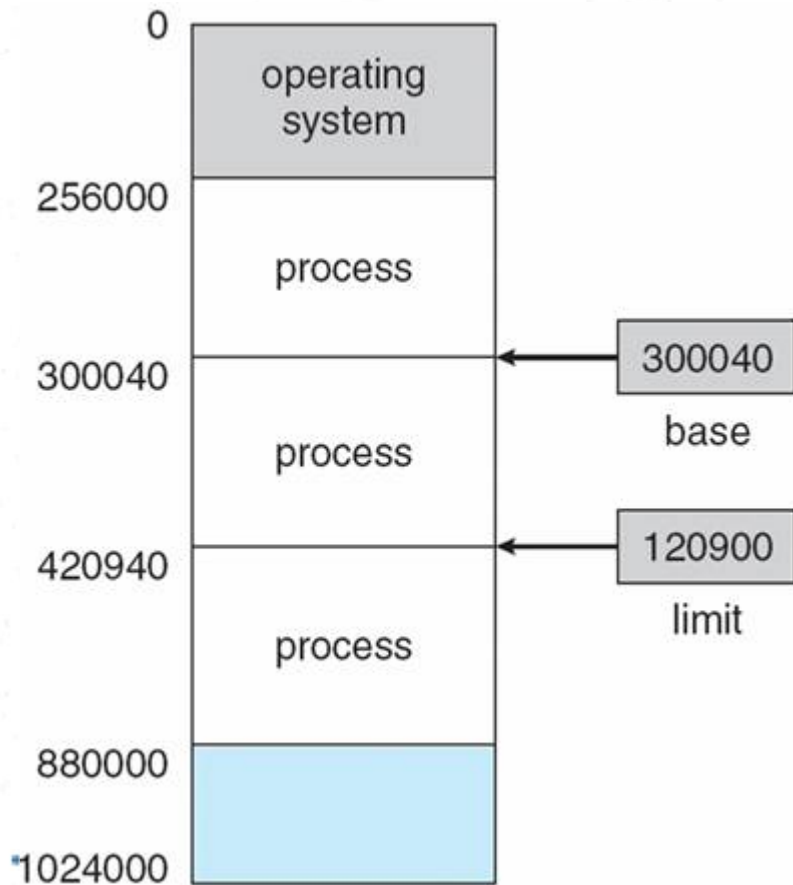 0
operating
system
256000
process
300040
300040
base
process
420940
120900
limit
process
880000
1024000